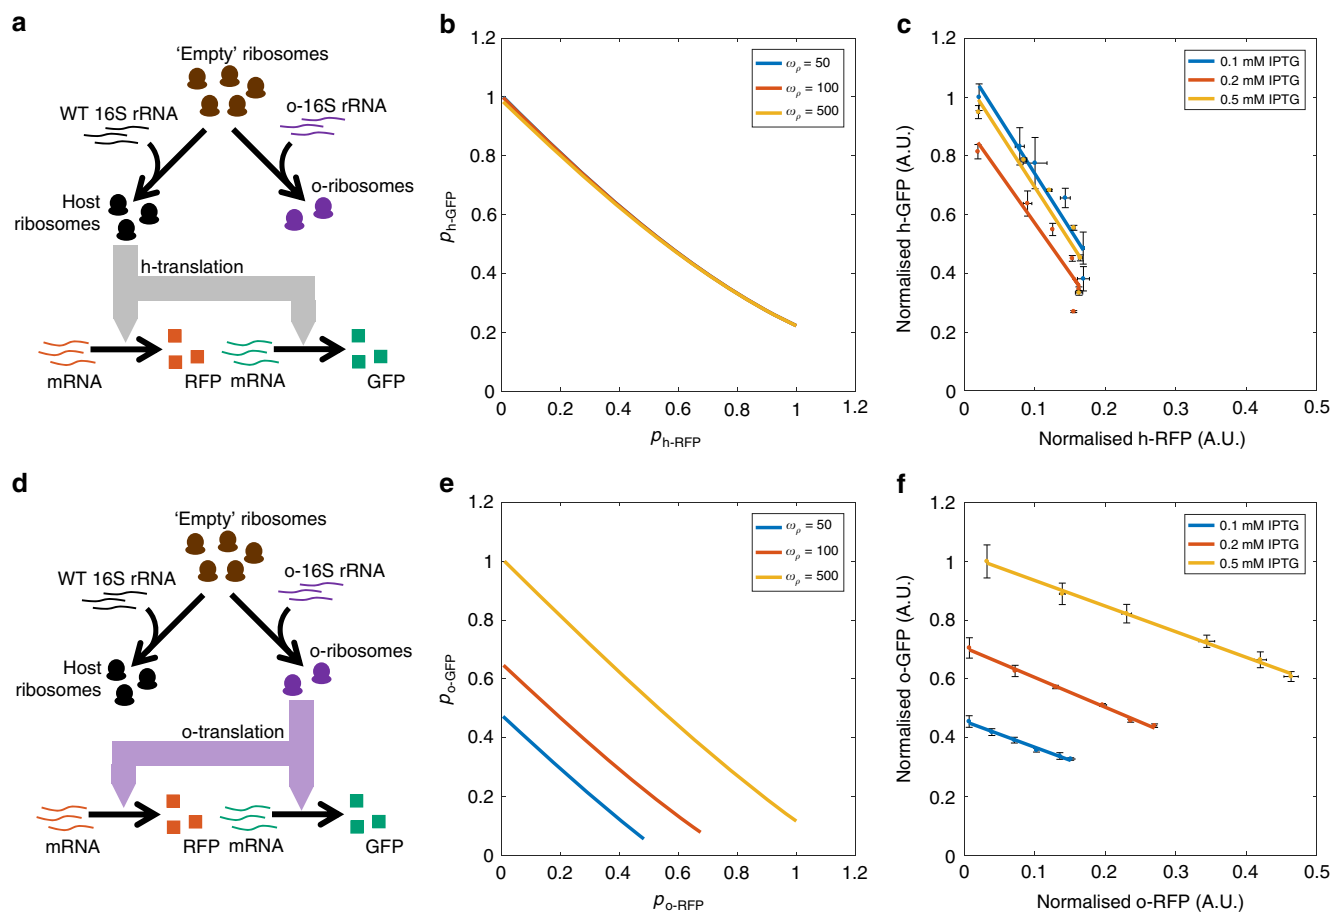 a
'Empty' ribosomes
WT 16S rRNA
o-16S rRNA
Host
ribosomes
o-ribosomes
h-translation
mRNA
RFP
mRNA
GFP
b
1.2
1
0.8
0.6
0.4
0.2
0
p h-GFP
0
0.2
0.4
0.6
0.8
1
1.2
p h-RFP
ωρ = 50
ωρ = 100
ωρ = 500
c
1.2
1
0.8
0.6
0.4
0.2
0
Normalised h-GFP (A.U.)
0
0.1
0.2
0.3
0.4
0.5
Normalised h-RFP (A.U.)
0.1 mM IPTG
0.2 mM IPTG
0.5 mM IPTG
d
'Empty' ribosomes
WT 16S rRNA
o-16S rRNA
Host
ribosomes
o-ribosomes
o-translation
mRNA
RFP
mRNA
GFP
e
1.2
1
0.8
0.6
0.4
0.2
0
p o-GFP
0
0.2
0.4
0.6
0.8
1
1.2
p o-RFP
ωρ = 50
ωρ = 100
ωρ = 500
f
1.2
1
0.8
0.6
0.4
0.2
0
Normalised o-GFP (A.U.)
0
0.1
0.2
0.3
0.4
0.5
Normalised o-RFP (A.U.)
0.1 mM IPTG
0.2 mM IPTG
0.5 mM IPTG